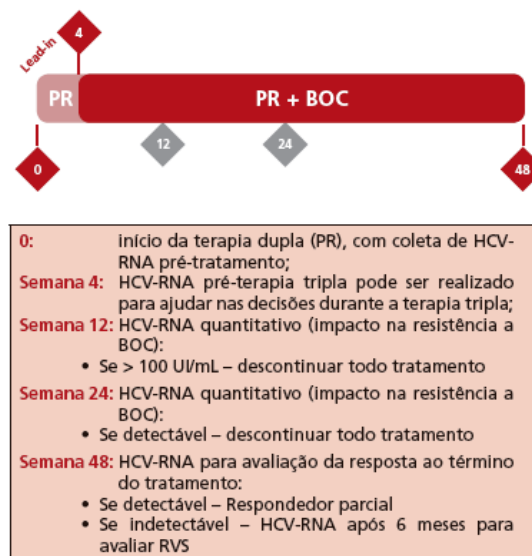 Lead-in
4
PR
PR + BOC
12
24
0
48
0: início da terapia dupla (PR), com coleta de HCV-
RNA pré-tratamento;
Semana 4: HCV-RNA pré-terapia tripla pode ser realizado
para ajudar nas decisões durante a terapia tripla;
Semana 12: HCV-RNA quantitativo (impacto na resistência a
BOC):
• Se > 100 UI/mL – descontinuar todo tratamento
Semana 24: HCV-RNA quantitativo (impacto na resistência a
BOC):
• Se detectável – descontinuar todo tratamento
Semana 48: HCV-RNA para avaliação da resposta ao término
do tratamento:
• Se detectável – Respondedor parcial
• Se indetectável – HCV-RNA após 6 meses para
avaliar RVS